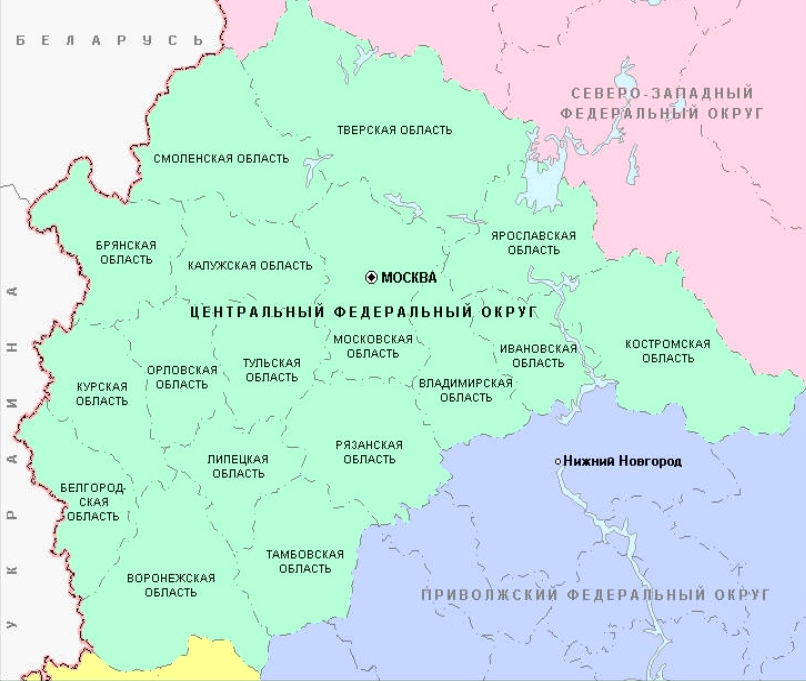 БЕЛАРУСЬ
СЕВЕРО-ЗАПАДНЫЙ
ФЕДЕРАЛЬНЫЙ ОКРУГ
ТВЕРСКАЯ ОБЛАСТЬ
СМОЛЕНСКАЯ ОБЛАСТЬ
ЯРОСЛАВСКАЯ
ОБЛАСТЬ
БРЯНСКАЯ
ОБЛАСТЬ
КАЛУЖСКАЯ ОБЛАСТЬ
МОСКВА
ЦЕНТРАЛЬНЫЙ ФЕДЕРАЛЬНЫЙ ОКРУГ
МОСКОВСКАЯ
ОБЛАСТЬ
ИВАНОВСКАЯ
ОБЛАСТЬ
КОСТРОМСКАЯ
ОБЛАСТЬ
ТУЛЬСКАЯ
ОБЛАСТЬ
ОРЛОВСКАЯ
ОБЛАСТЬ
КУРСКАЯ
ОБЛАСТЬ
ВЛАДИМИРСКАЯ
ОБЛАСТЬ
РЯЗАНСКАЯ
ОБЛАСТЬ
ЛИПЕЦКАЯ
ОБЛАСТЬ
Нижний Новгород
БЕЛГОРОД-
СКАЯ
ОБЛАСТЬ
ТАМБОВСКАЯ
ОБЛАСТЬ
ВОРОНЕЖСКАЯ
ОБЛАСТЬ
ПРИВОЛЖСКИЙ ФЕДЕРАЛЬНЫЙ ОКРУГ
УКРАИНА